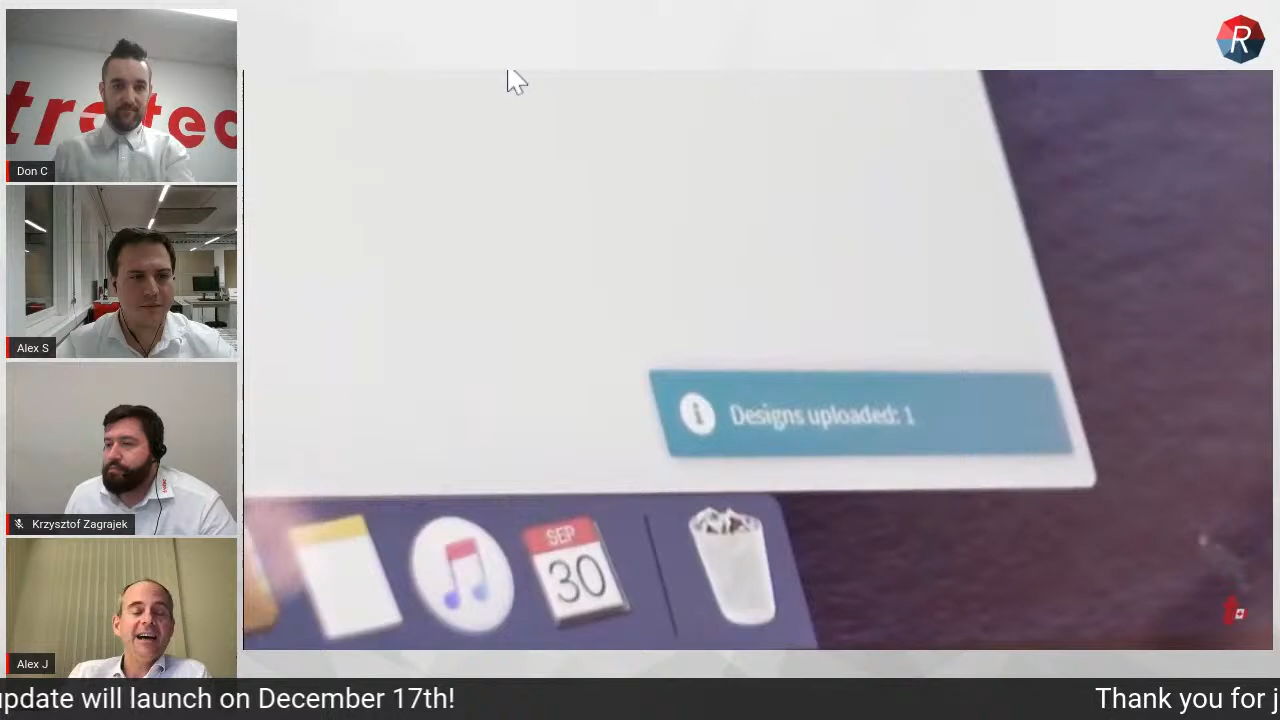 trotec
Don C
Alex S
Krzysztof Zagrajek
Alex J
R
Designs uploaded: 1
SEP
30
t
update will launch on December 17th!
Thank you for j